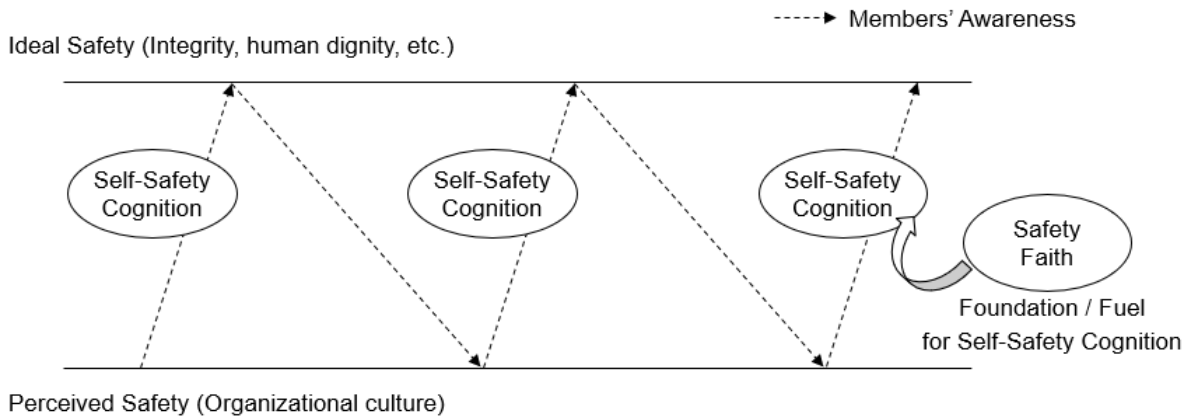 Members' Awareness
Ideal Safety (Integrity, human dignity, etc.)
Self-Safety
Cognition
Self-Safety
Cognition
Self-Safety
Cognition
Safety
Faith
Foundation / Fuel
for Self-Safety Cognition
Perceived Safety (Organizational culture)